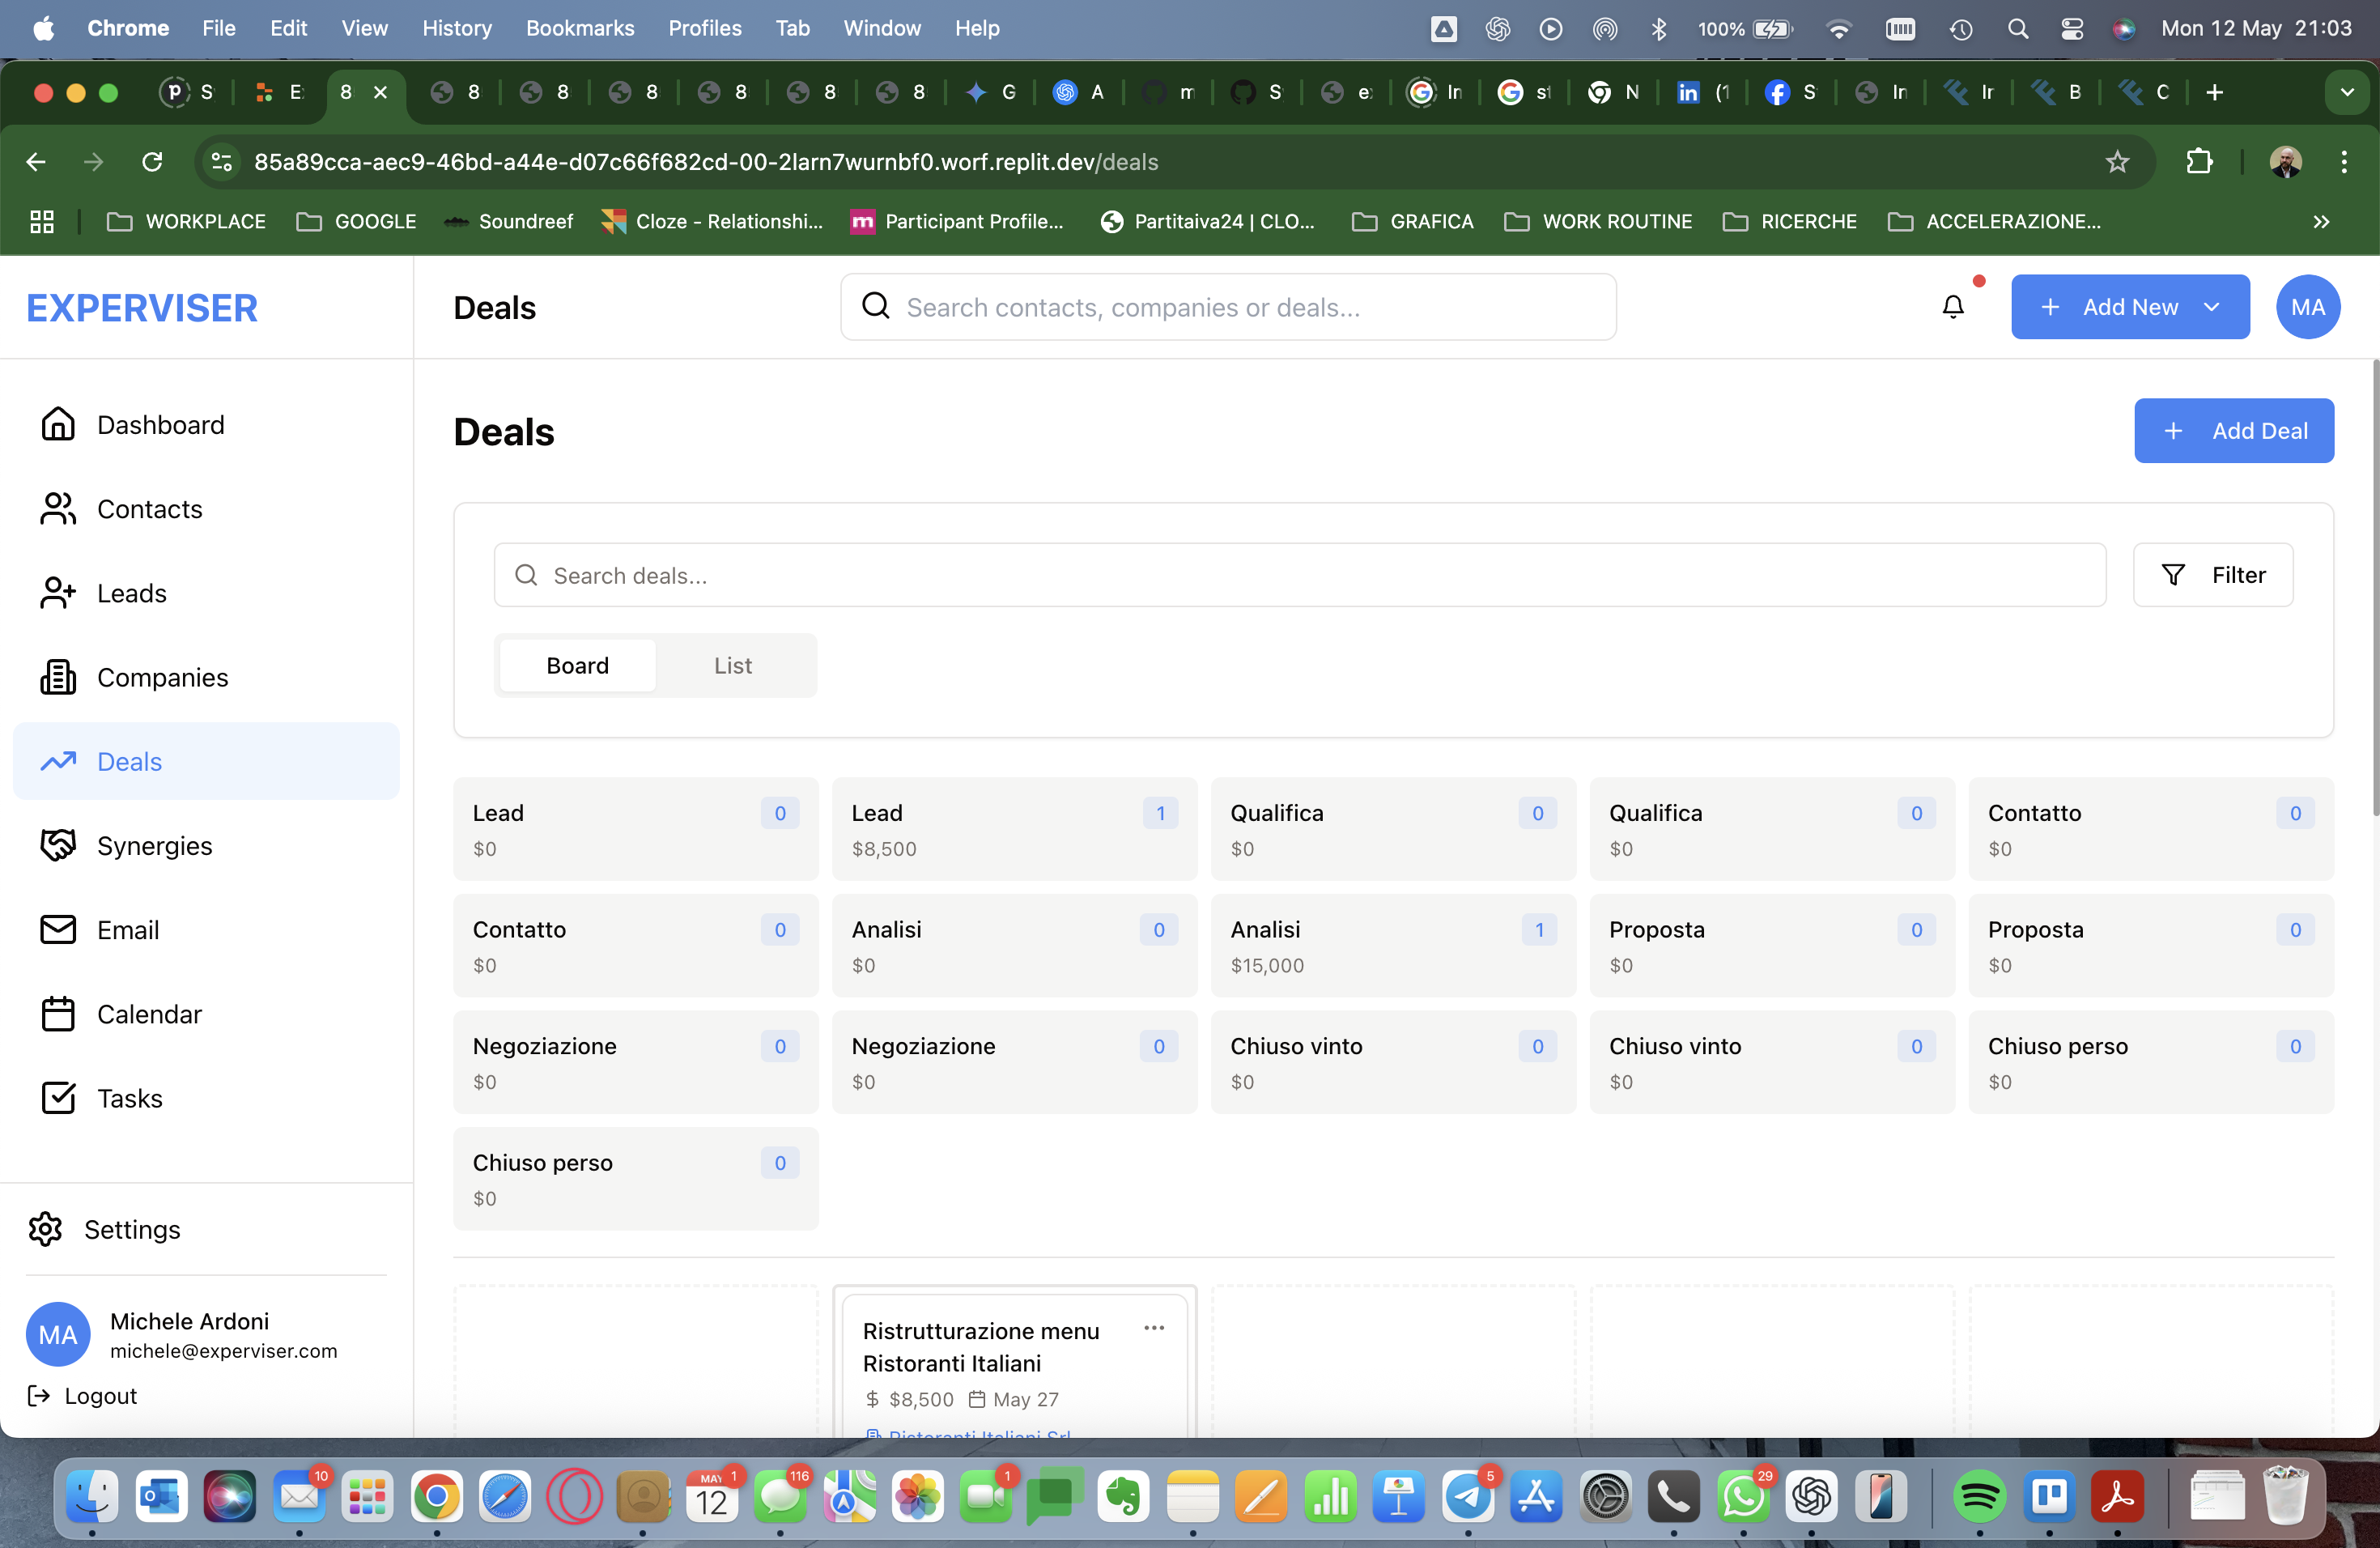 Chrome File Edit View History Bookmarks Profiles Tab Window Help 100% Mon 12 May 21:03
S E 8 8 8 8 8 8 8 G A m S e In st N (1 S In Ir B C
85a89cca-aec9-46bd-a44e-d07c66f682cd-00-2larn7wurnbf0.worf.replit.dev/deals
WORKPLACE GOOGLE Soundreef Cloze - Relationshi... Participant Profile... Partitaiva24 | CLO... GRAFICA WORK ROUTINE RICERCHE ACCELERAZIONE...
EXPERVISER
Deals
Search contacts, companies or deals...
Add New
MA
Dashboard
Contacts
Leads
Companies
Deals
Synergies
Email
Calendar
Tasks
Settings
MA
Michele Ardoni
michele@experviser.com
Logout
Deals
Add Deal
Search deals...
Filter
Board List
Lead 0
$0
Lead 1
$8,500
Qualifica 0
$0
Qualifica 0
$0
Contatto 0
$0
Contatto 0
$0
Analisi 0
$0
Analisi 1
$15,000
Proposta 0
$0
Proposta 0
$0
Negoziazione 0
$0
Negoziazione 0
$0
Chiuso vinto 0
$0
Chiuso vinto 0
$0
Chiuso perso 0
$0
Chiuso perso 0
$0
Ristrutturazione menu
Ristoranti Italiani
$8,500 May 27
Ristoranti Italiani Srl
10 MAY 12 1 116 1 5 29